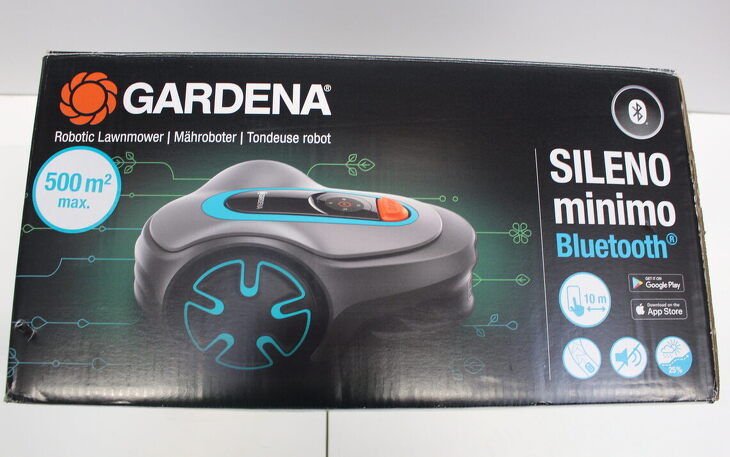 GARDENA®
Robotic Lawnmower | Mähroboter | Tondeuse robot
500 m²
max.
GARDENA
SILENO
minimo
Bluetooth®
10 m
GET IT ON
Google Play
Download on the
App Store
25%